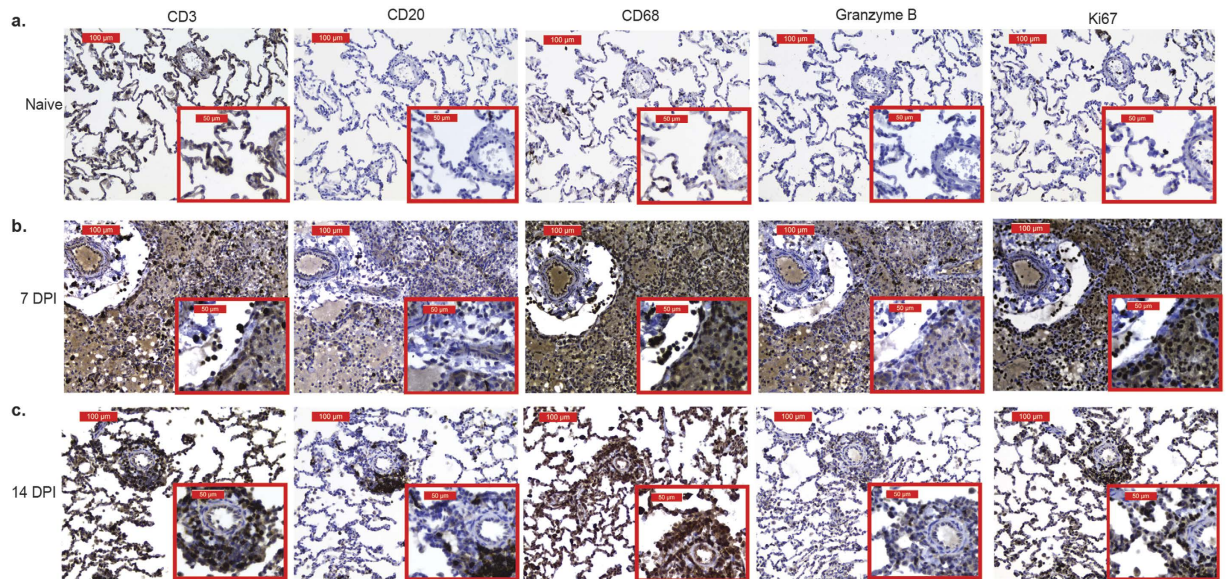 a.
CD3 CD20 CD68 Granzyme B Ki67
Naive
100 µm 100 µm 100 µm 100 µm 100 µm
50 µm 50 µm 50 µm 50 µm 50 µm
b.
7 DPI
100 µm 100 µm 100 µm 100 µm 100 µm
50 µm 50 µm 50 µm 50 µm 50 µm
c.
14 DPI
100 µm 100 µm 100 µm 100 µm 100 µm
50 µm 50 µm 50 µm 50 µm 50 µm